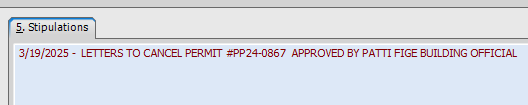 5. Stipulations
3/19/2025 - LETTERS TO CANCEL PERMIT #PP24-0867 APPROVED BY PATTI FIGE BUILDING OFFICIAL